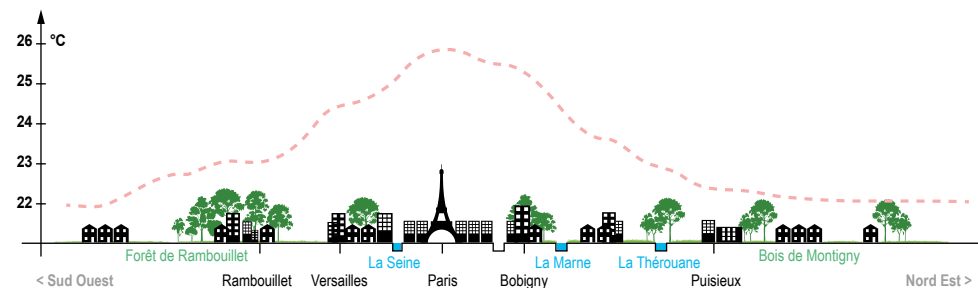 26
°C
25
24
23
22
Forêt de Rambouillet
La Seine
La Marne
La Thérouane
Bois de Montigny
< Sud Ouest
Rambouillet
Versailles
Paris
Bobigny
Puisieux
Nord Est >